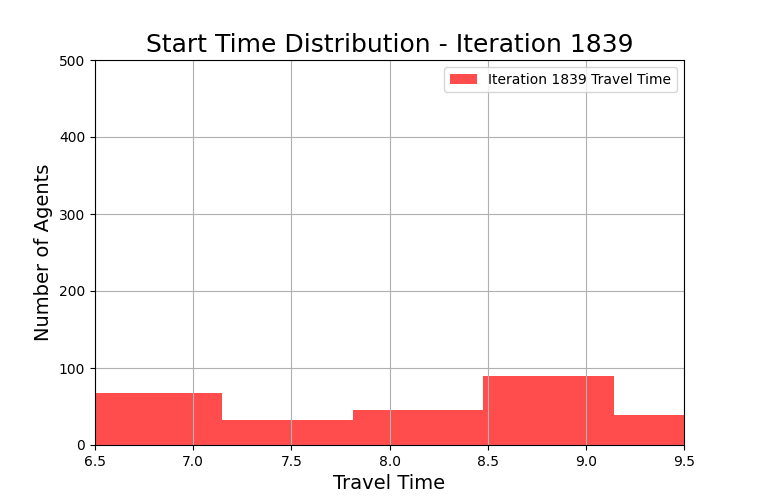 Start Time Distribution - Iteration 1839
Iteration 1839 Travel Time
Number of Agents
500
400
300
200
100
0
6.5 7.0 7.5 8.0 8.5 9.0 9.5
Travel Time